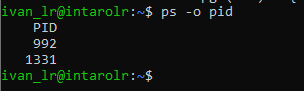 ivan_lr@intarolr:~$ ps -o pid
PID
992
1331
ivan_lr@intarolr:~$